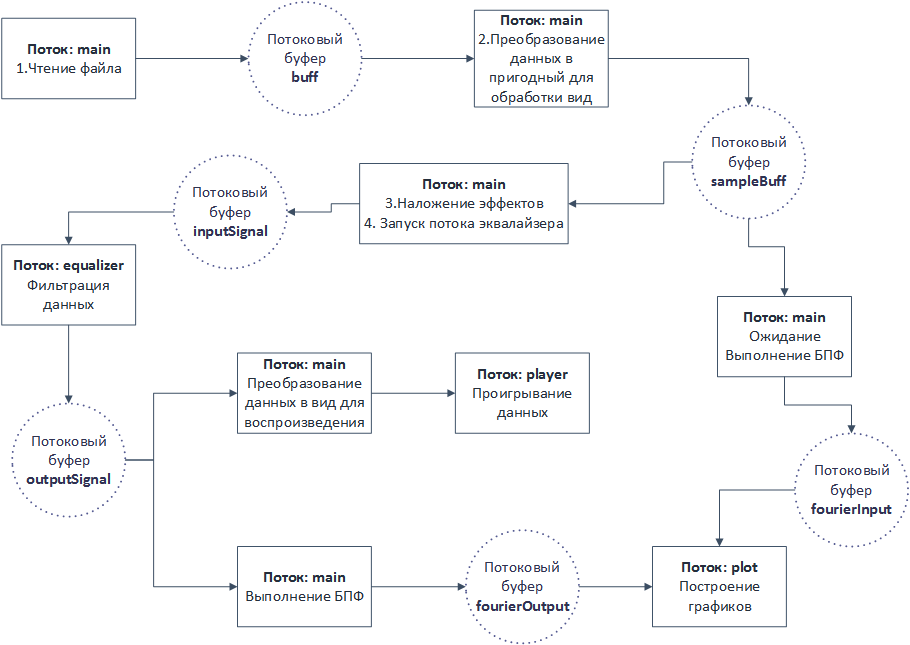 Поток: main
1.Чтение файла
Потоковый
буфер
buff
Поток: main
2.Преобразование
данных в
пригодный для
обработки вид
Потоковый
буфер
sampleBuff
Поток: main
3.Наложение эффектов
4. Запуск потока эквалайзера
Потоковый
буфер
inputSignal
Поток: equalizer
Фильтрация
данных
Поток: main
Ожидание
Выполнение БПФ
Поток: main
Преобразование
данных в вид для
воспроизведения
Поток: player
Проигрывание
данных
Потоковый
буфер
outputSignal
Потоковый
буфер
fourierInput
Поток: main
Выполнение БПФ
Потоковый
буфер
fourierOutput
Поток: plot
Построение
графиков